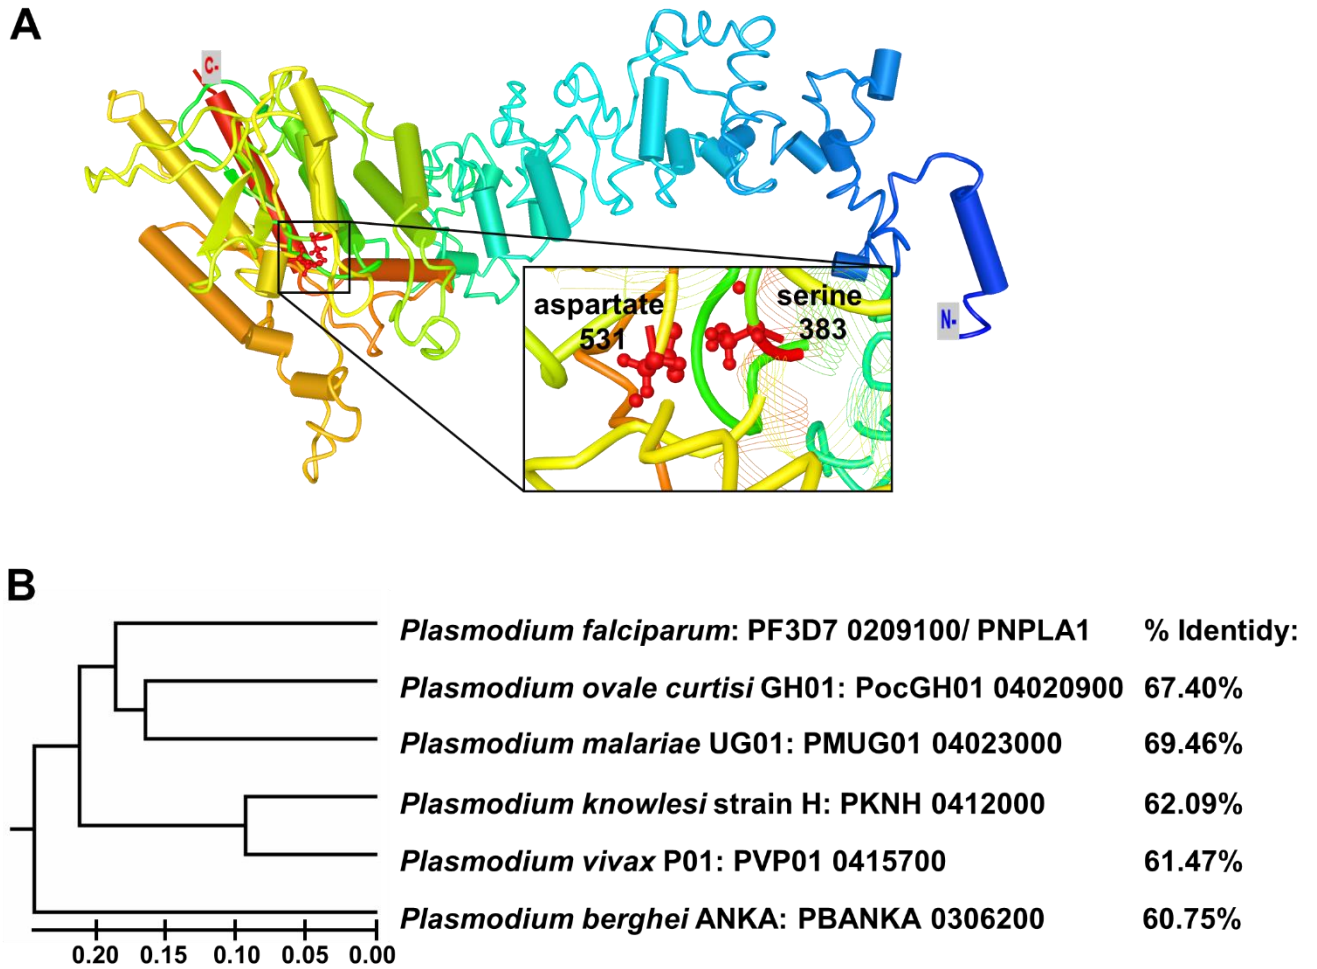 A
C-
N-
aspartate
531
serine
383
B
Plasmodium falciparum: PF3D7 0209100/ PNPLA1 % Identidy:
Plasmodium ovale curtisi GH01: PocGH01 04020900 67.40%
Plasmodium malariae UG01: PMUG01 04023000 69.46%
Plasmodium knowlesi strain H: PKNH 0412000 62.09%
Plasmodium vivax P01: PVP01 0415700 61.47%
Plasmodium berghei ANKA: PBANKA 0306200 60.75%
0.20 0.15 0.10 0.05 0.00